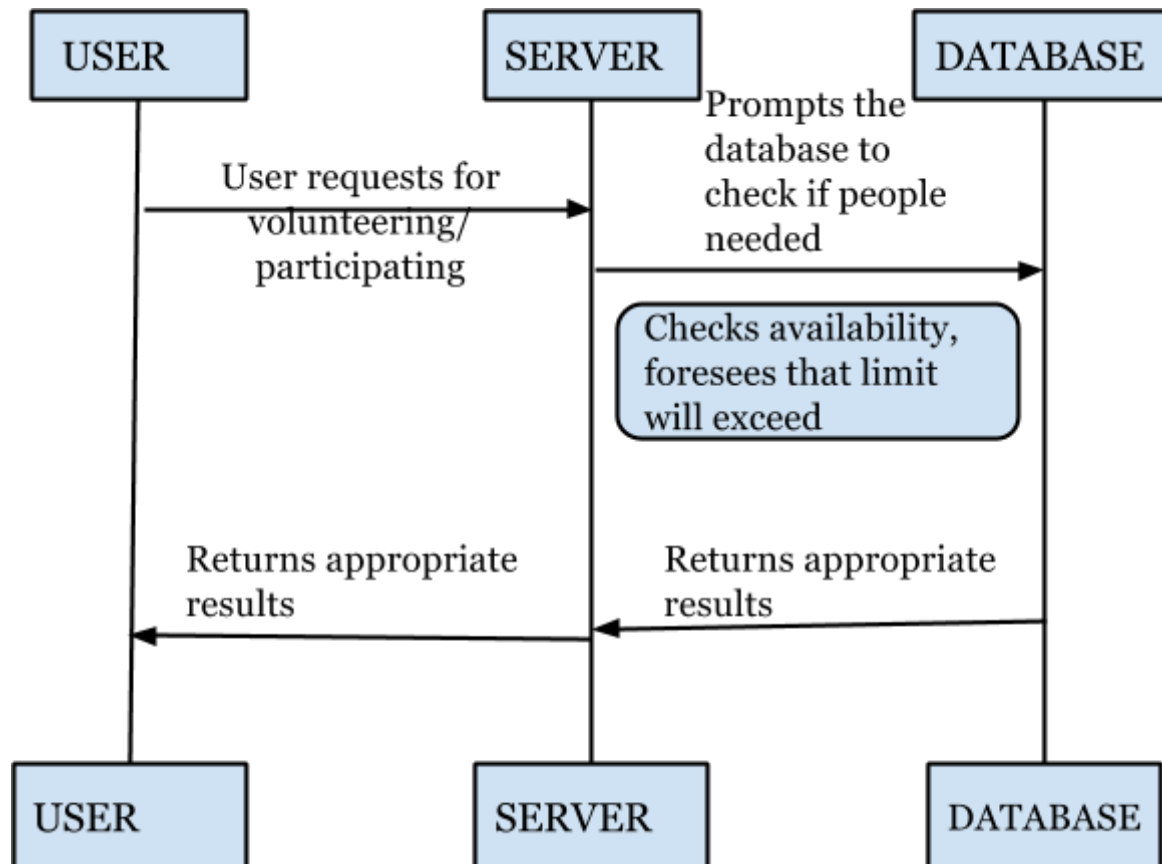 USER
SERVER
DATABASE
User requests for
volunteering/
participating
Prompts the
database to
check if people
needed
Checks availability,
foresees that limit
will exceed
Returns appropriate
results
Returns appropriate
results
USER
SERVER
DATABASE